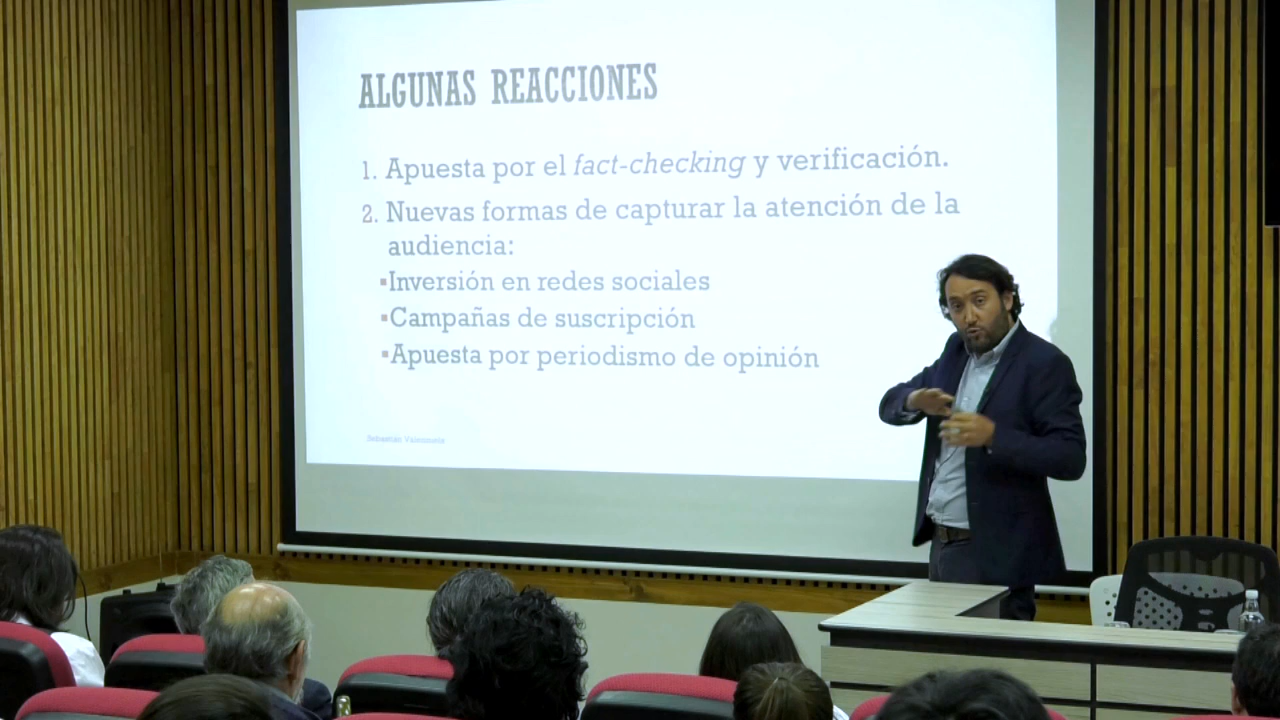 ALGUNAS REACCIONES
1. Apuesta por el fact-checking y verificación.
2. Nuevas formas de capturar la atención de la
audiencia:
▪Inversión en redes sociales
▪Campañas de suscripción
▪Apuesta por periodismo de opinión
Sebastián